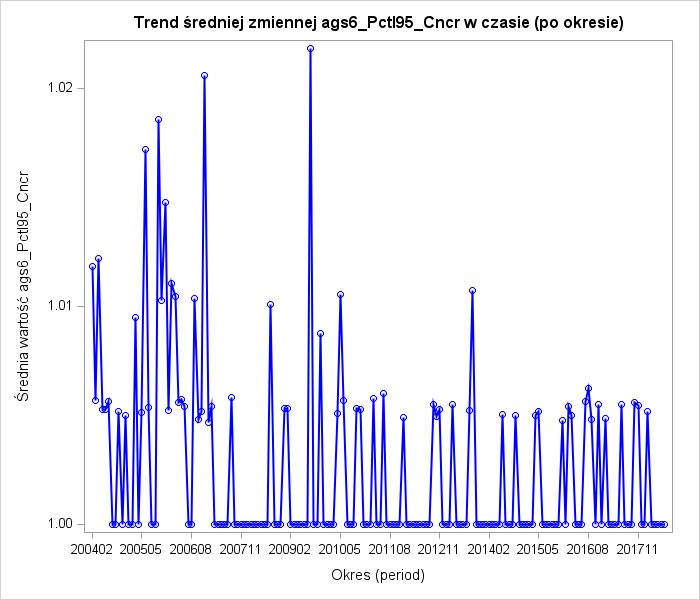 Trend średniej zmiennej ags6_Pctl95_Cncr w czasie (po okresie)
Średnia wartość ags6_Pctl95_Cncr
1.02
1.01
1.00
200402 200505 200608 200711 200902 201005 201108 201211 201402 201505 201608 201711
Okres (period)